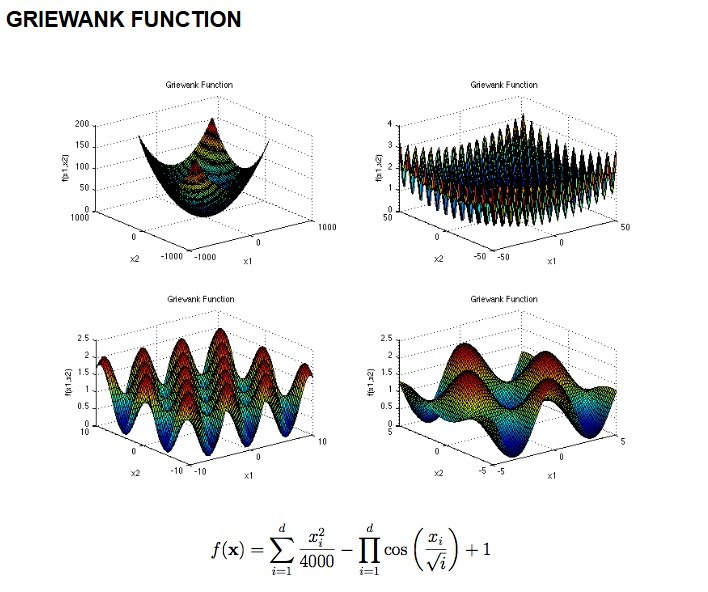 GRIEWANK FUNCTION
Griewank Function
200
150
100
50
0
f(x1,x2)
1000
0
-1000
x2
-1000
0
1000
x1
Griewank Function
4
3
2
1
0
f(x1,x2)
50
0
-50
x2
-50
0
50
x1
Griewank Function
2.5
2
1.5
1
0.5
0
f(x1,x2)
10
0
-10
x2
-10
0
10
x1
Griewank Function
2.5
2
1.5
1
0.5
0
f(x1,x2)
5
0
-5
x2
-5
0
5
x1
f(x) = ∑_{i=1}^{d} x_i^2/4000 − ∏_{i=1}^{d} cos(x_i/√i) + 1